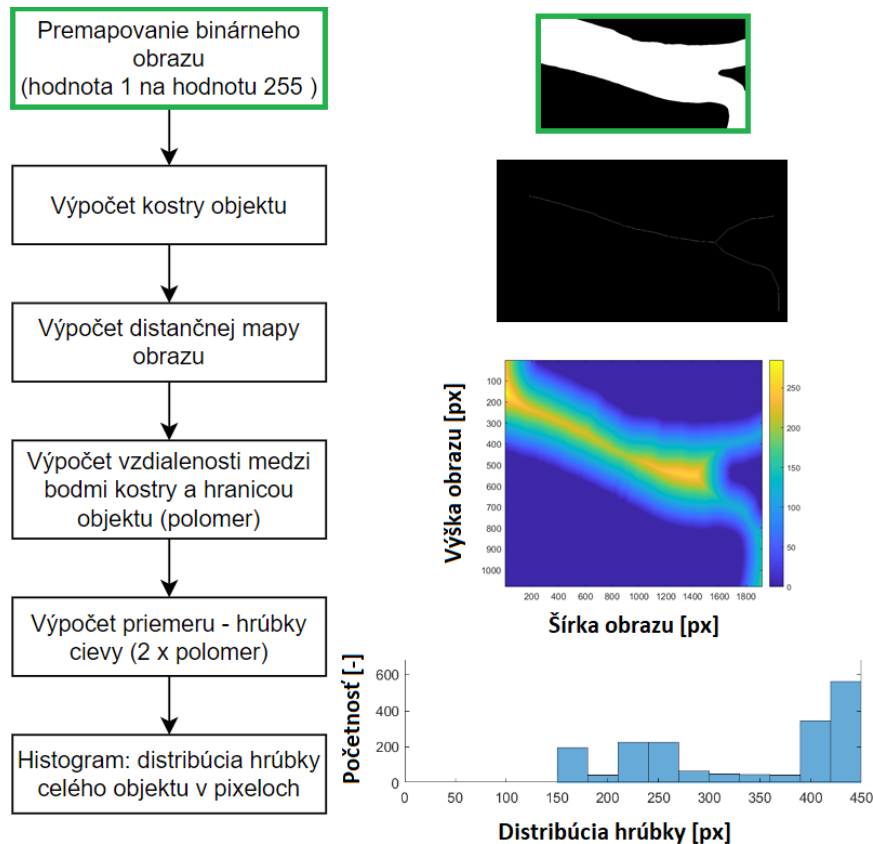 Premapovanie binárneho
obrazu
(hodnota 1 na hodnotu 255 )
Výpočet kostry objektu
Výpočet distančnej mapy
obrazu
Výpočet vzdialenosti medzi
bodmi kostry a hranicou
objektu (polomer)
Výpočet priemeru - hrúbky
cievy (2 x polomer)
Histogram: distribúcia hrúbky
celého objektu v pixeloch
Výška obrazu [px]
100
200
300
400
500
600
700
800
900
1000
200 400 600 800 1000 1200 1400 1600 1800
Šírka obrazu [px]
250
200
150
100
50
0
Početnosť [-]
600
400
200
0
0 50 100 150 200 250 300 350 400 450
Distribúcia hrúbky [px]